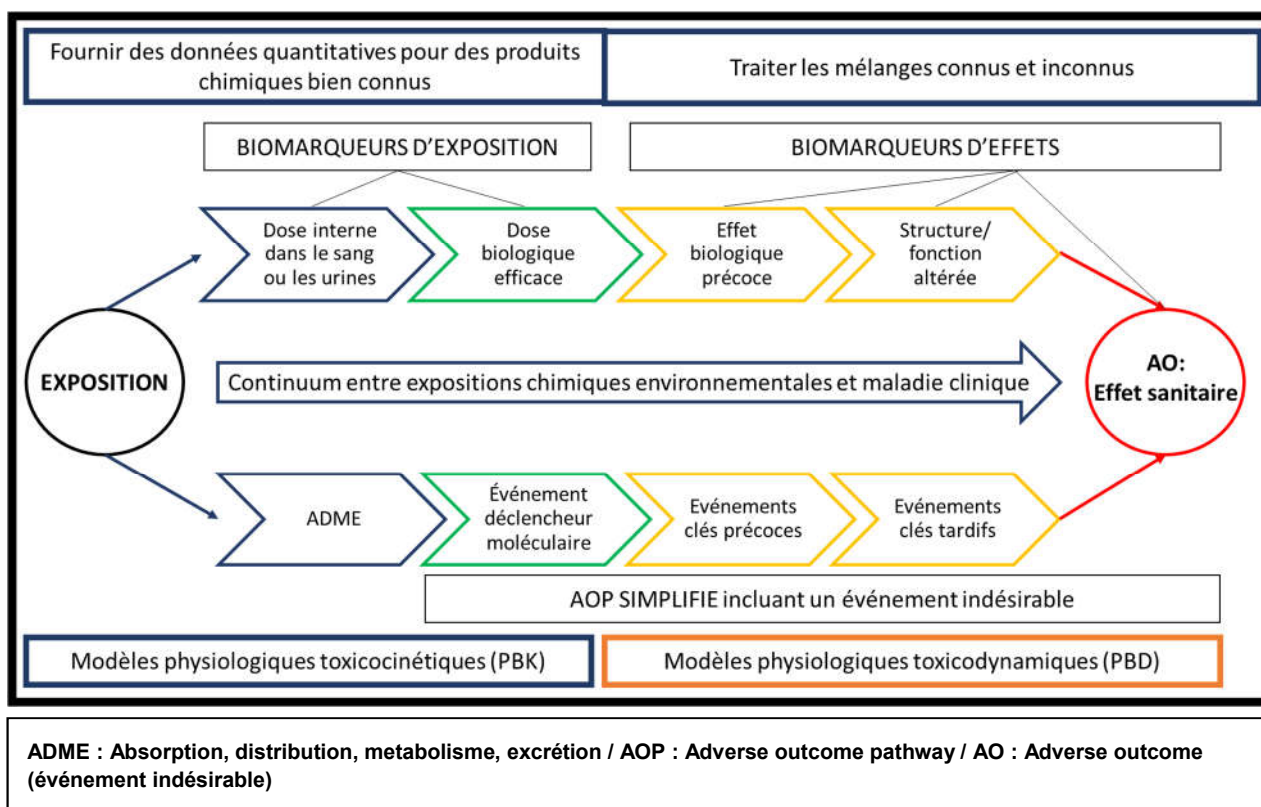 Fournir des données quantitatives pour des produits
chimiques bien connus
Traiter les mélanges connus et inconnus
BIOMARQUEURS D'EXPOSITION
BIOMARQUEURS D'EFFETS
Dose interne
dans le sang
ou les urines
Dose
biologique
efficace
Effet
biologique
précoce
Structure/
fonction
altérée
EXPOSITION
Continuum entre expositions chimiques environnementales et maladie clinique
AO:
Effet sanitaire
ADME
Événement
déclencheur
moléculaire
Evénements
clés précoces
Evénements
clés tardifs
AOP SIMPLIFIE incluant un événement indésirable
Modèles physiologiques toxicocinétiques (PBK)
Modèles physiologiques toxicodynamiques (PBD)
ADME : Absorption, distribution, metabolisme, excrétion / AOP : Adverse outcome pathway / AO : Adverse outcome
(événement indésirable)